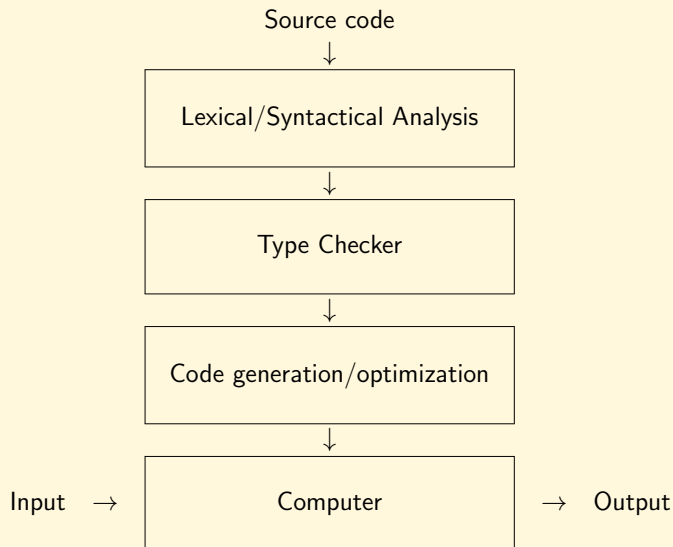 Source code
↓
Lexical/Syntactical Analysis
↓
Type Checker
↓
Code generation/optimization
↓
Input → Computer → Output